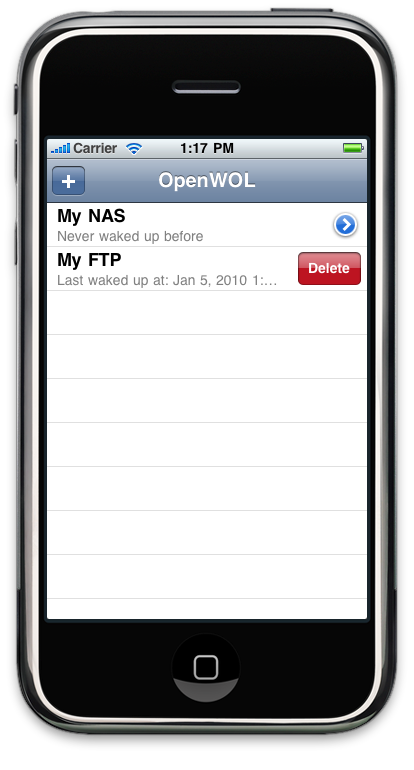 Carrier 1:17 PM
+ OpenWOL
My NAS
Never waked up before
My FTP
Last waked up at: Jan 5, 2010 1:...
Delete